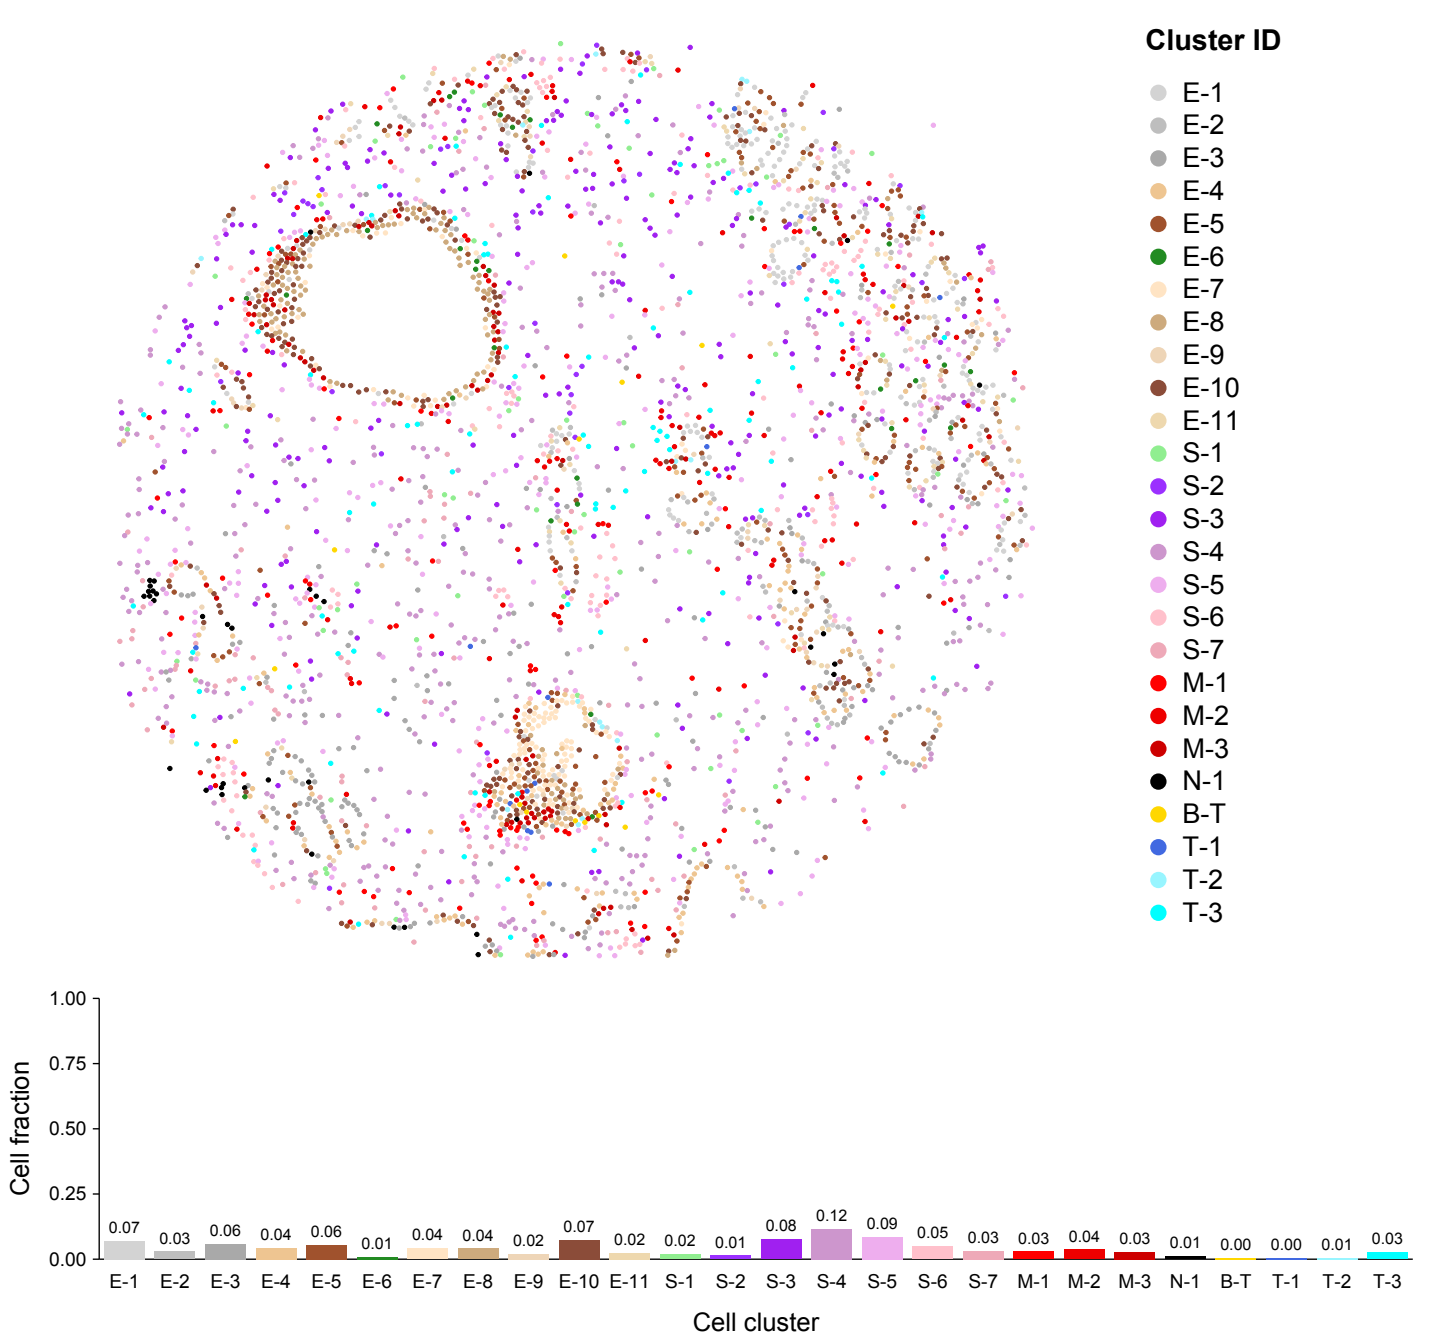 Cluster ID
E-1
E-2
E-3
E-4
E-5
E-6
E-7
E-8
E-9
E-10
E-11
S-1
S-2
S-3
S-4
S-5
S-6
S-7
M-1
M-2
M-3
N-1
B-T
T-1
T-2
T-3
1.00
0.75
0.50
0.25
0.00
Cell fraction
0.07 0.03 0.06 0.04 0.06 0.01 0.04 0.04 0.02 0.07 0.02 0.02 0.01 0.08 0.12 0.09 0.05 0.03 0.03 0.04 0.03 0.01 0.00 0.00 0.01 0.03
E-1 E-2 E-3 E-4 E-5 E-6 E-7 E-8 E-9 E-10 E-11 S-1 S-2 S-3 S-4 S-5 S-6 S-7 M-1 M-2 M-3 N-1 B-T T-1 T-2 T-3
Cell cluster